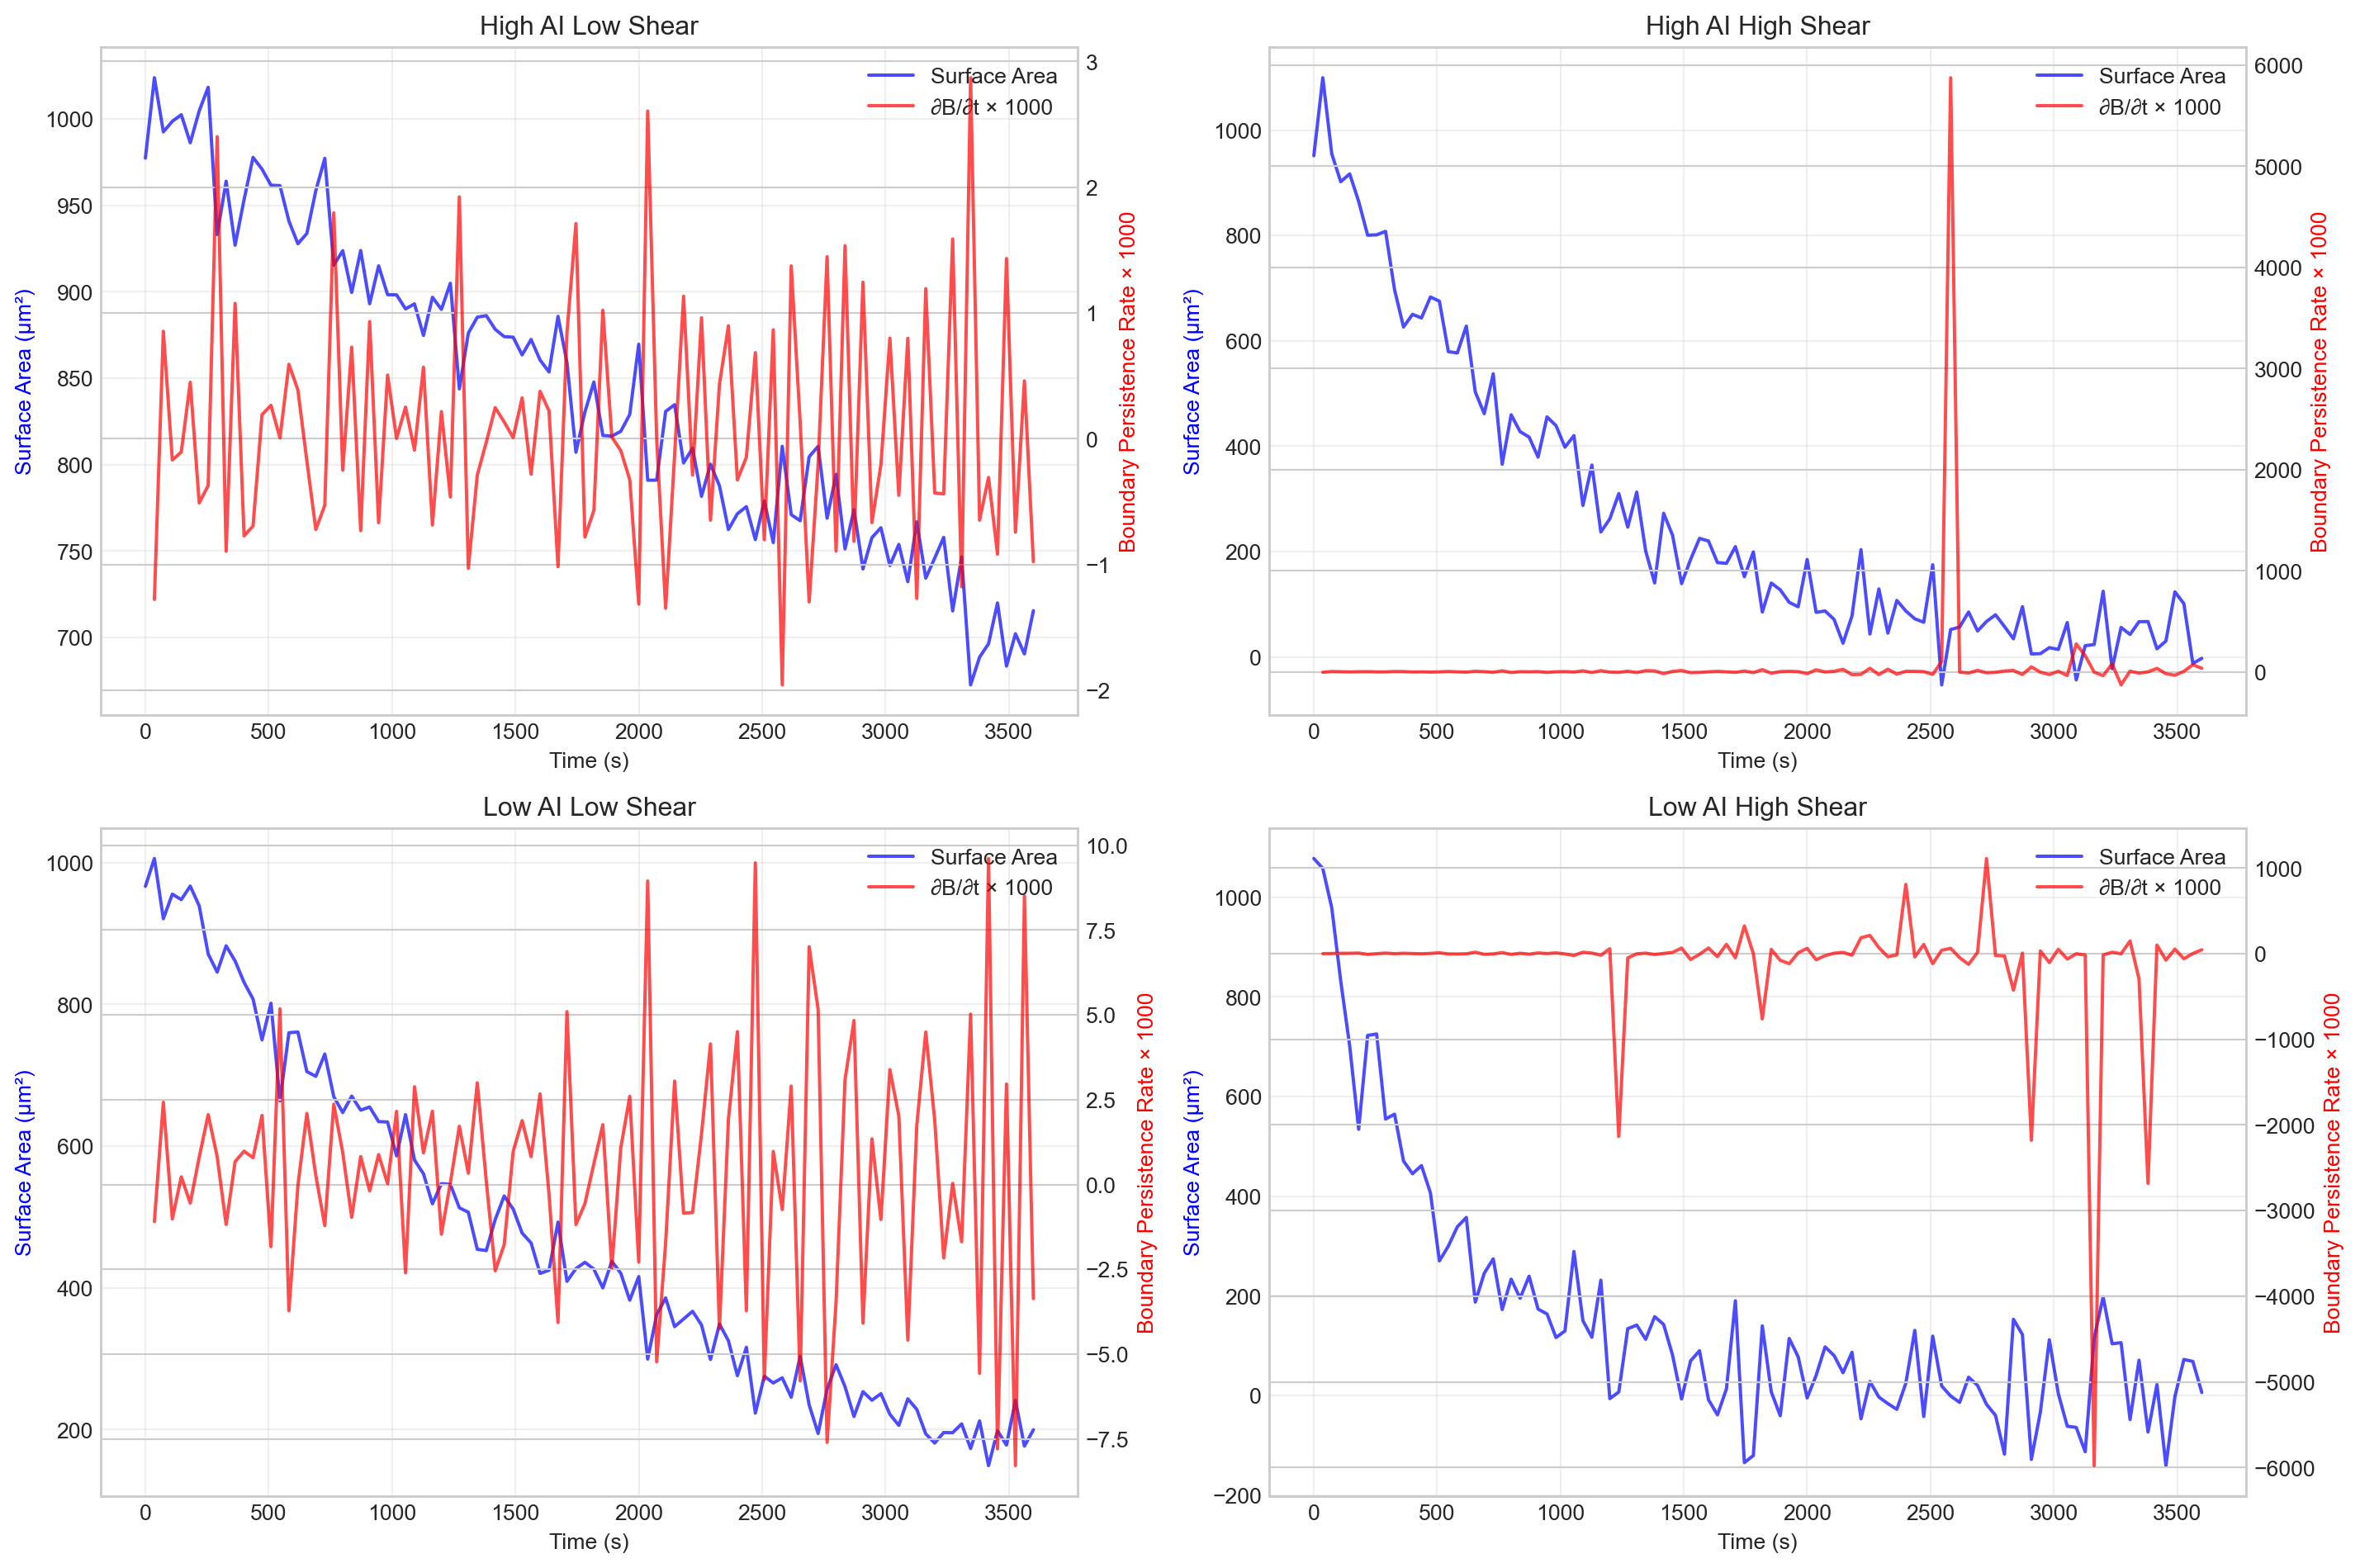 High AI Low Shear
Surface Area
∂B/∂t × 1000
Surface Area (μm²)
1000
950
900
850
800
750
700
3
2
1
0
−1
−2
Boundary Persistence Rate × 1000
0 500 1000 1500 2000 2500 3000 3500
Time (s)
High AI High Shear
Surface Area
∂B/∂t × 1000
Surface Area (μm²)
1000
800
600
400
200
0
6000
5000
4000
3000
2000
1000
0
Boundary Persistence Rate × 1000
0 500 1000 1500 2000 2500 3000 3500
Time (s)
Low AI Low Shear
Surface Area
∂B/∂t × 1000
Surface Area (μm²)
1000
800
600
400
200
10.0
7.5
5.0
2.5
0.0
−2.5
−5.0
−7.5
Boundary Persistence Rate × 1000
0 500 1000 1500 2000 2500 3000 3500
Time (s)
Low AI High Shear
Surface Area
∂B/∂t × 1000
Surface Area (μm²)
1000
800
600
400
200
0
−200
1000
0
−1000
−2000
−3000
−4000
−5000
−6000
Boundary Persistence Rate × 1000
0 500 1000 1500 2000 2500 3000 3500
Time (s)